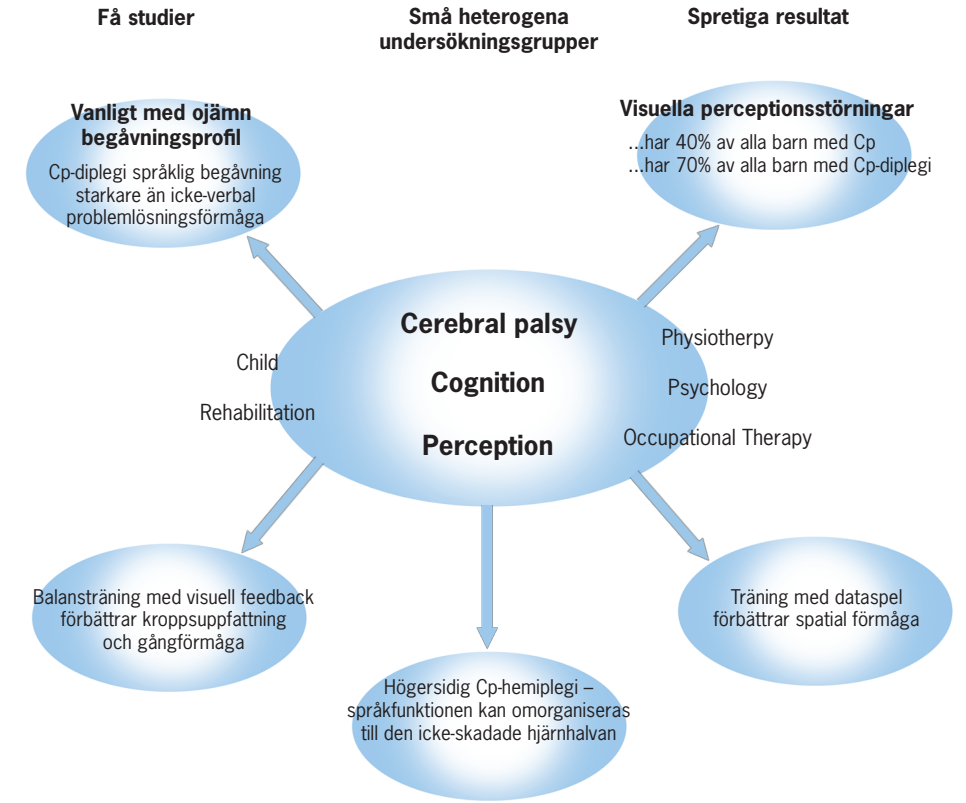 Få studier
Små heterogena
undersökningsgrupper
Spretiga resultat
Vanligt med ojämn
begåvningsprofil
Cp-diplegi språklig begåvning
starkare än icke-verbal
problemlösningsförmåga
Visuella perceptionsstörningar
...har 40% av alla barn med Cp
...har 70% av alla barn med Cp-diplegi
Child
Rehabilitation
Cerebral palsy
Cognition
Perception
Physiotherpy
Psychology
Occupational Therapy
Balansträning med visuell feedback
förbättrar kroppsuppfattning
och gångförmåga
Högersidig Cp-hemiplegi –
språkfunktionen kan omorganiseras
till den icke-skadade hjärnhalvan
Träning med dataspel
förbättrar spatial förmåga